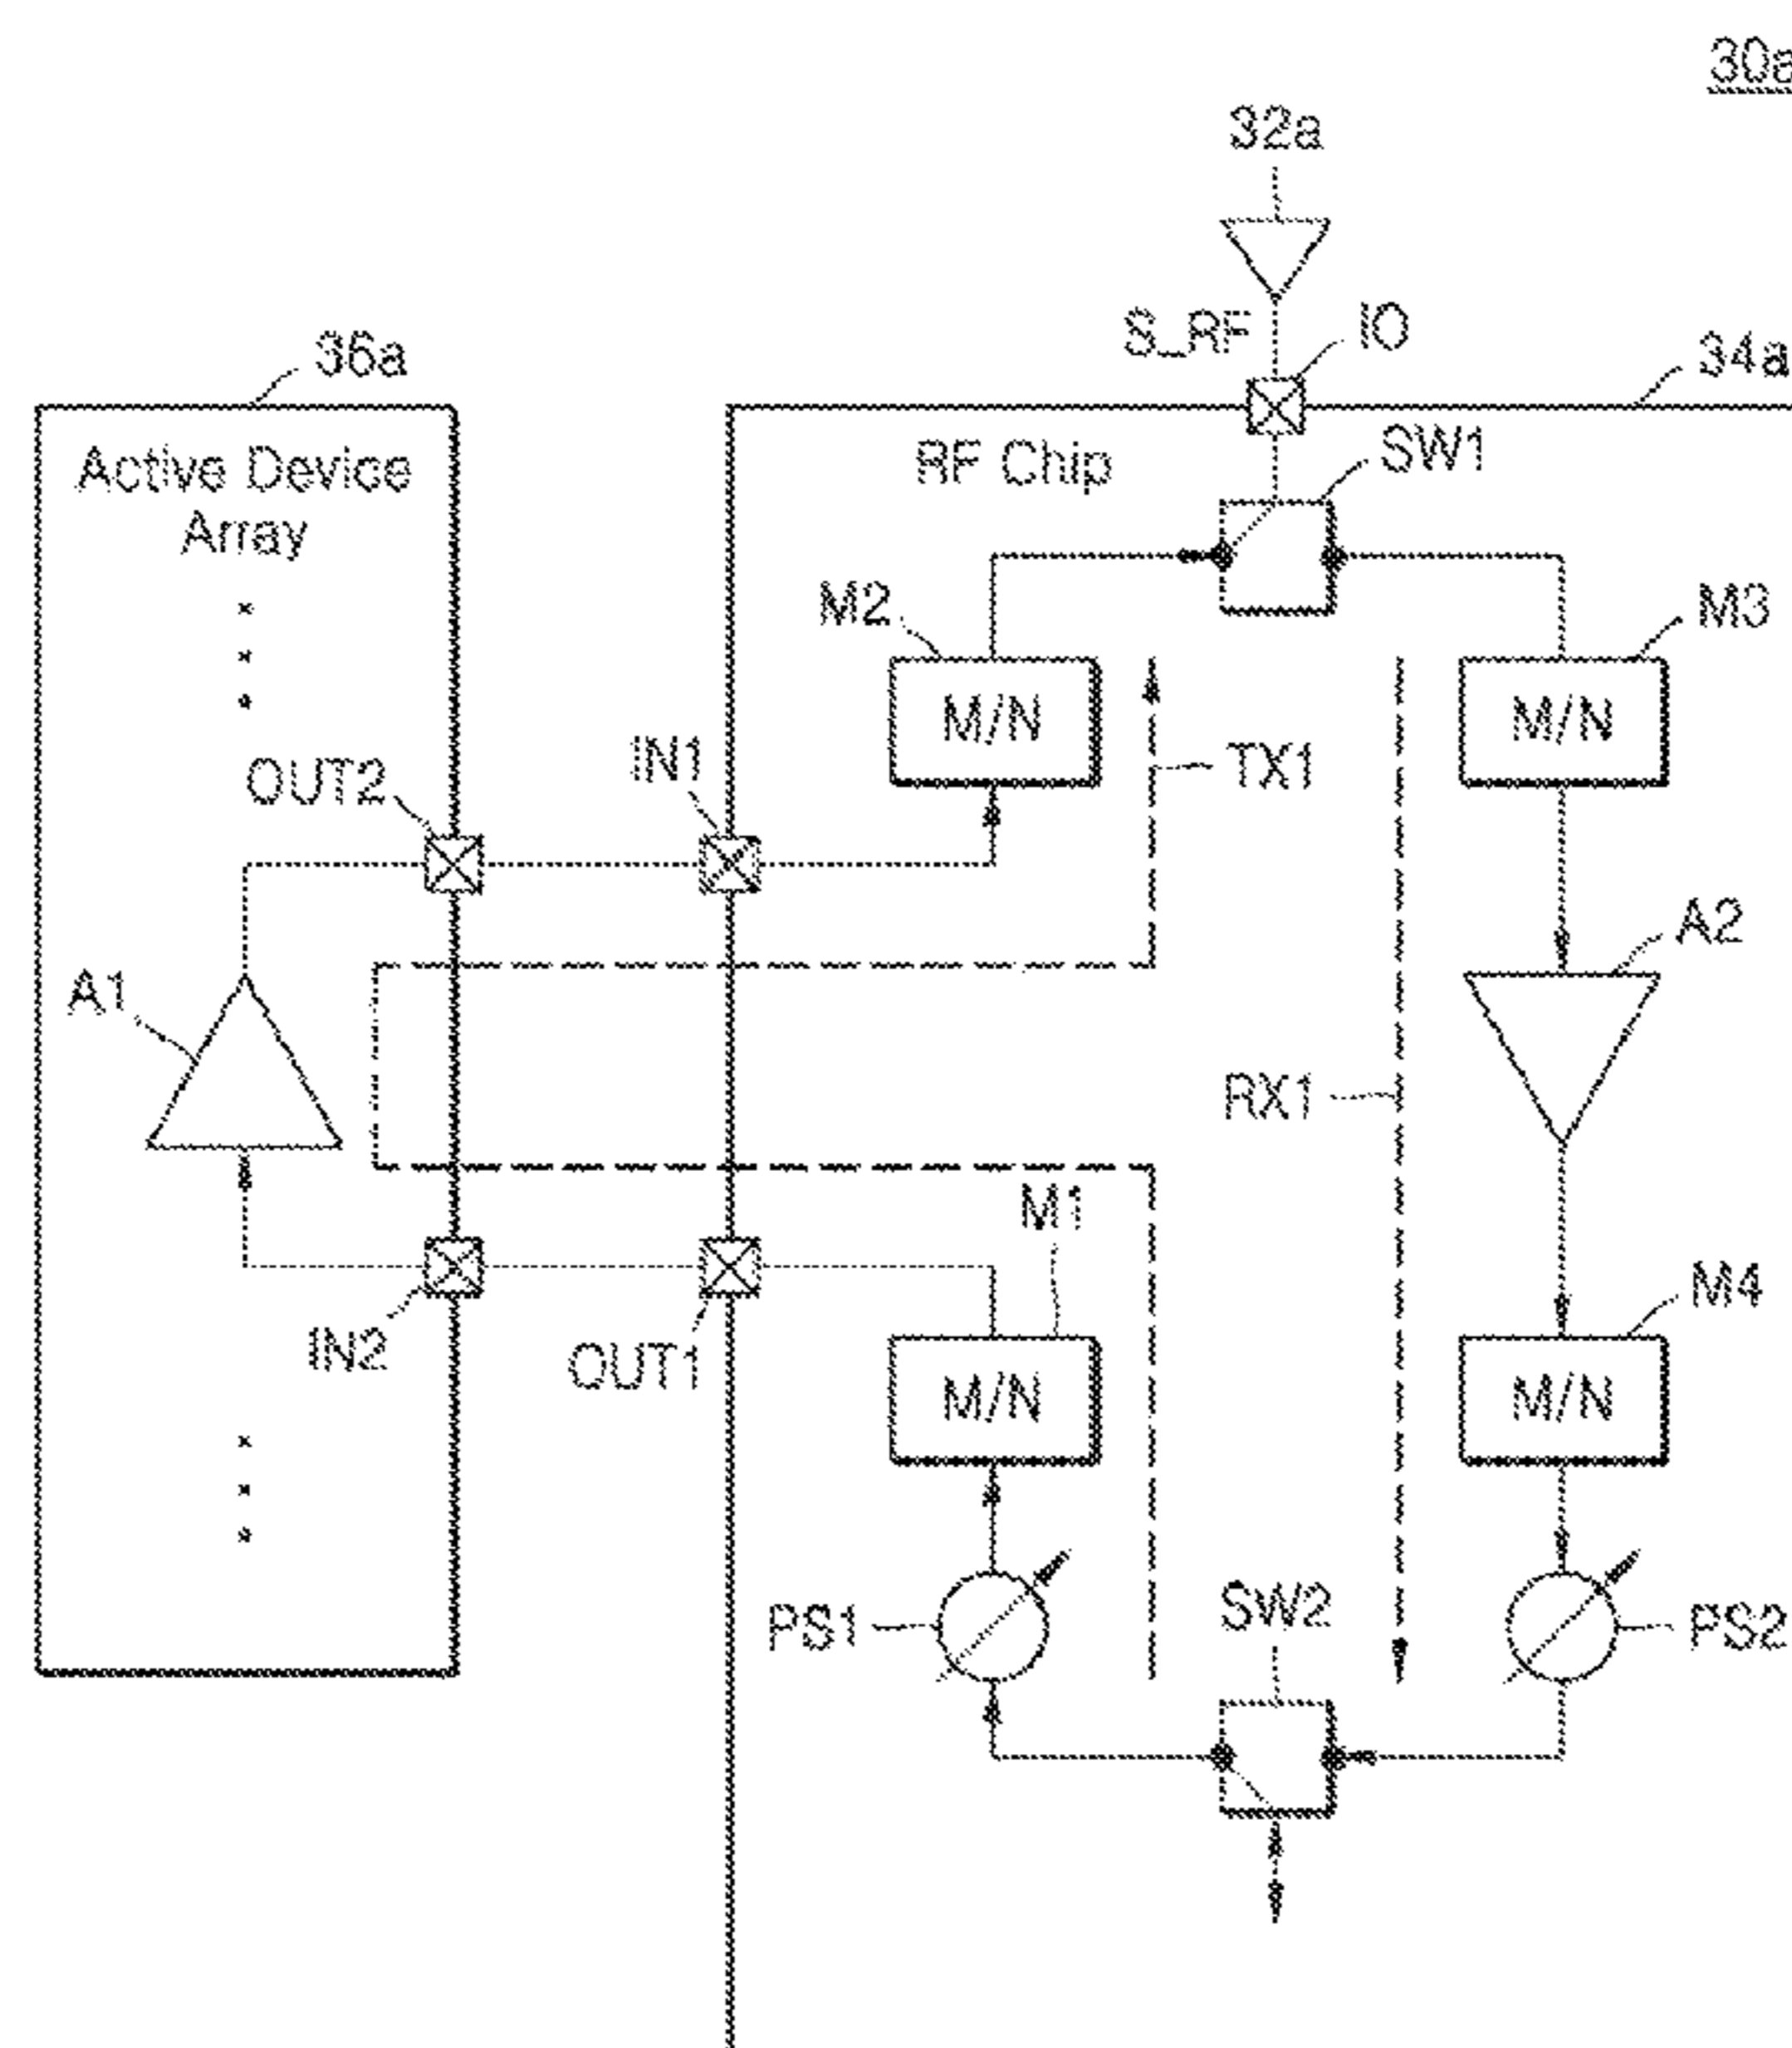 30a
32a
S_RF
IO
36a
34a
Active Device
Array
RF Chip
SW1
M2
M3
M/N
M/N
OUT2
IN1
TX1
A1
A2
RX1
M1
IN2
OUT1
M4
M/N
M/N
PS1
SW2
PS2